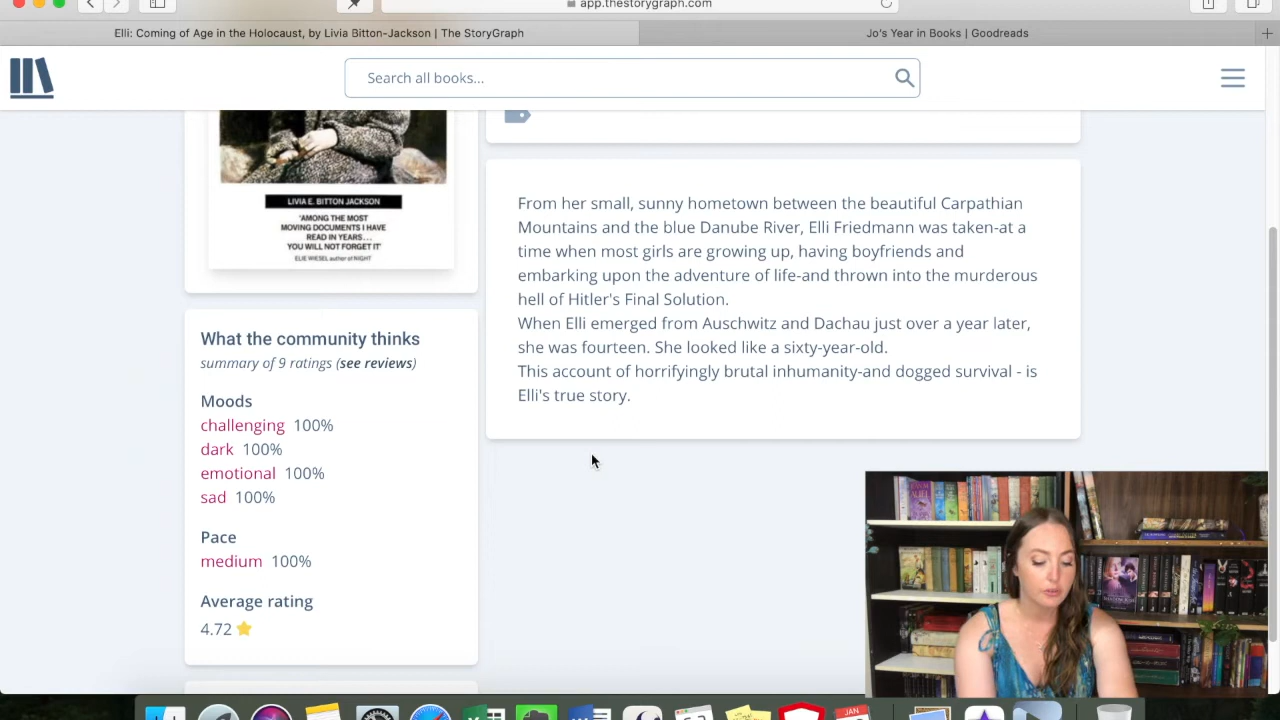 app.thestorygraph.com
Elli: Coming of Age in the Holocaust, by Livia Bitton-Jackson | The StoryGraph
Jo's Year in Books | Goodreads
Search all books...
LIVIA E. BITTON JACKSON
'AMONG THE MOST
MOVING DOCUMENTS I HAVE
READ IN YEARS...
YOU WILL NOT FORGET IT'
ELIE WIESEL author of NIGHT
From her small, sunny hometown between the beautiful Carpathian
Mountains and the blue Danube River, Elli Friedmann was taken-at a
time when most girls are growing up, having boyfriends and
embarking upon the adventure of life-and thrown into the murderous
hell of Hitler's Final Solution.
When Elli emerged from Auschwitz and Dachau just over a year later,
she was fourteen. She looked like a sixty-year-old.
This account of horrifyingly brutal inhumanity-and dogged survival - is
Elli's true story.
What the community thinks
summary of 9 ratings (see reviews)
Moods
challenging 100%
dark 100%
emotional 100%
sad 100%
Pace
medium 100%
Average rating
4.72
JAN